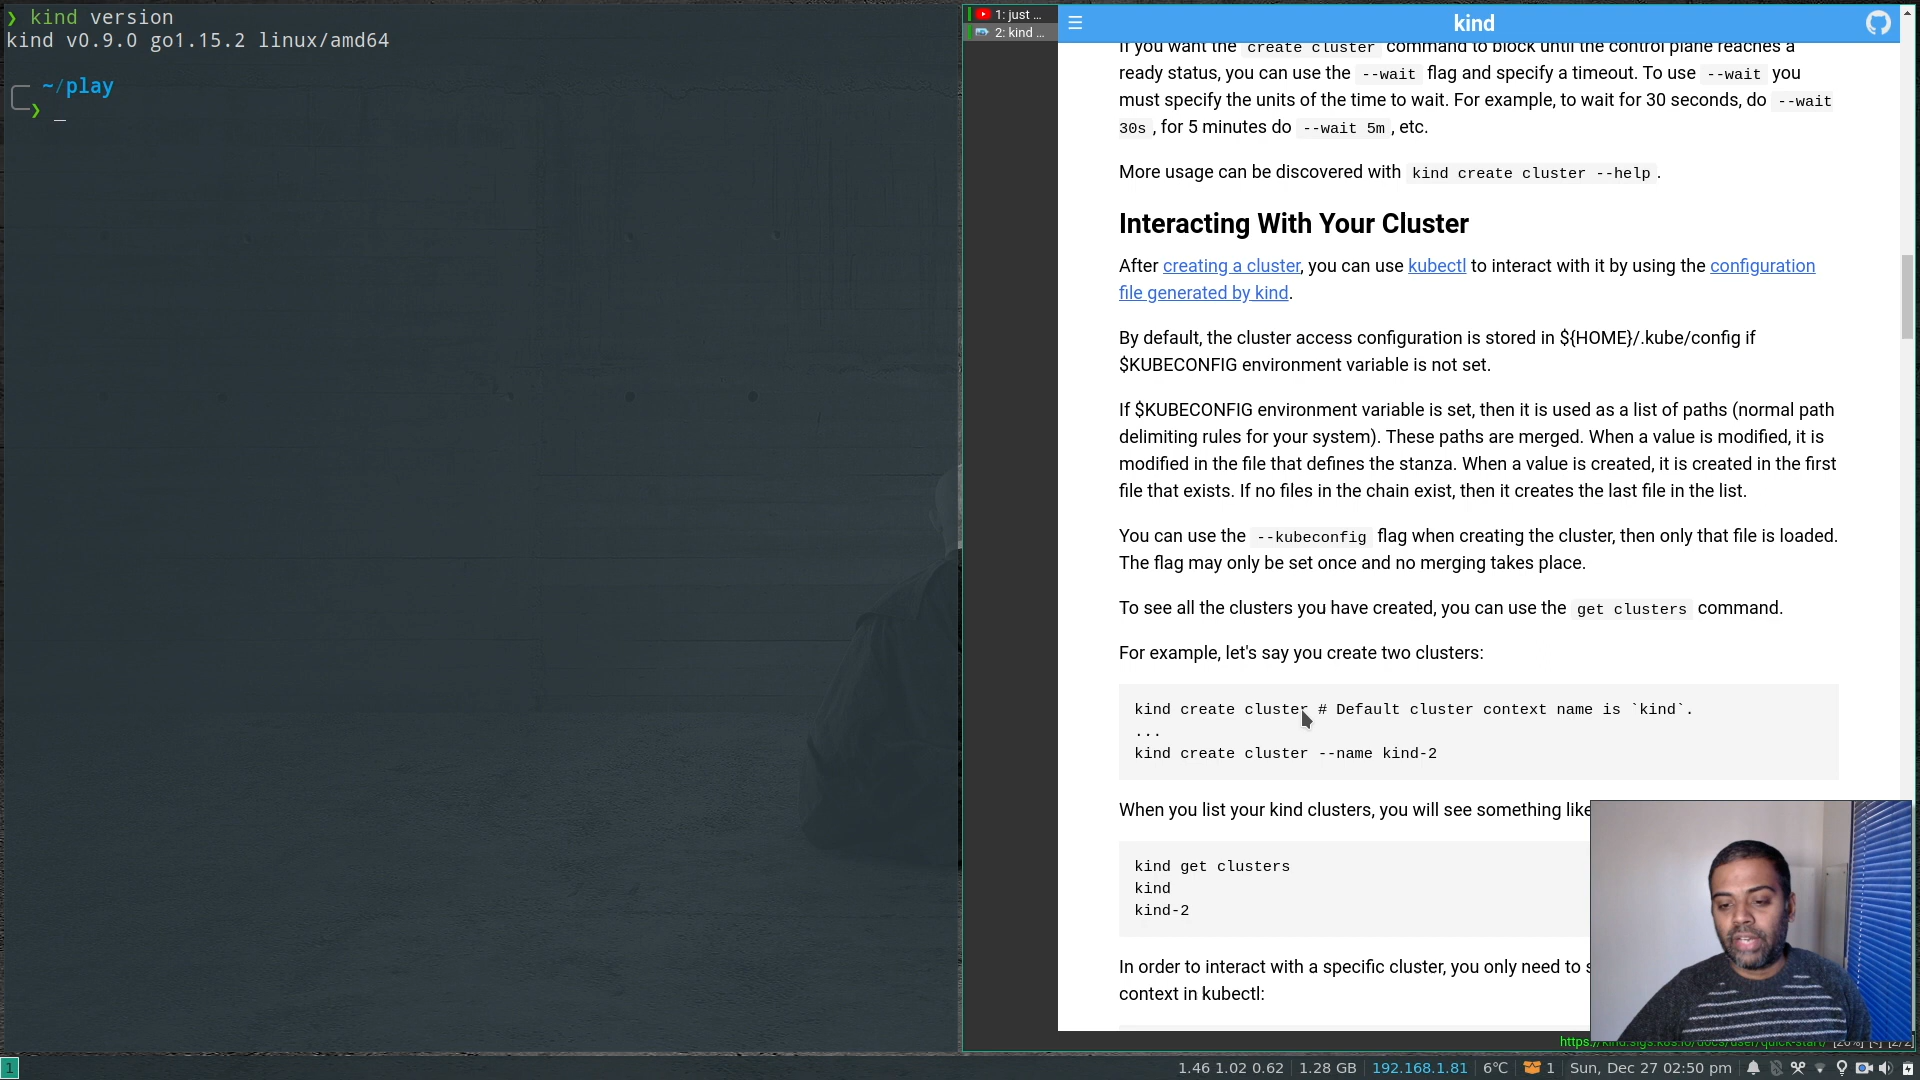 ❯ kind version
kind v0.9.0 go1.15.2 linux/amd64
~/play
❯ _
1: just ...
2: kind ...
☰ kind
If you want the create cluster command to block until the control plane reaches a
ready status, you can use the --wait flag and specify a timeout. To use --wait you
must specify the units of the time to wait. For example, to wait for 30 seconds, do --wait
30s , for 5 minutes do --wait 5m , etc.
More usage can be discovered with kind create cluster --help .
Interacting With Your Cluster
After creating a cluster, you can use kubectl to interact with it by using the configuration
file generated by kind.
By default, the cluster access configuration is stored in ${HOME}/.kube/config if
$KUBECONFIG environment variable is not set.
If $KUBECONFIG environment variable is set, then it is used as a list of paths (normal path
delimiting rules for your system). These paths are merged. When a value is modified, it is
modified in the file that defines the stanza. When a value is created, it is created in the first
file that exists. If no files in the chain exist, then it creates the last file in the list.
You can use the --kubeconfig flag when creating the cluster, then only that file is loaded.
The flag may only be set once and no merging takes place.
To see all the clusters you have created, you can use the get clusters command.
For example, let's say you create two clusters:
kind create cluster # Default cluster context name is `kind`.
...
kind create cluster --name kind-2
When you list your kind clusters, you will see something like
kind get clusters
kind
kind-2
In order to interact with a specific cluster, you only need to s
context in kubectl:
https://kind.sigs.k8s.io/docs/user/quick-start/ [20%]
1
1.46 1.02 0.62 1.28 GB 192.168.1.81 6°C 1 Sun, Dec 27 02:50 pm